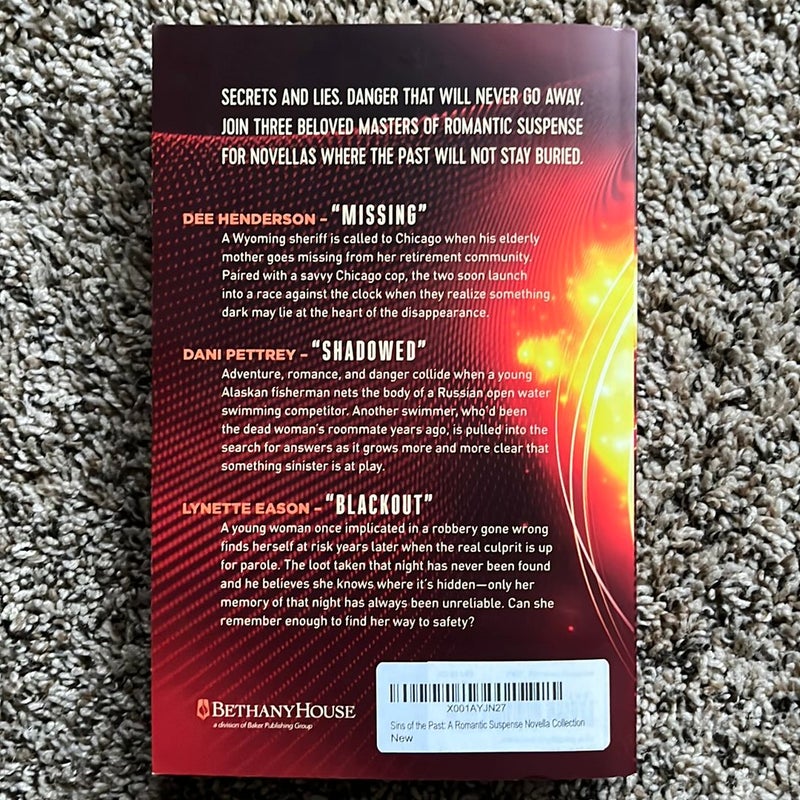 SECRETS AND LIES. DANGER THAT WILL NEVER GO AWAY.
JOIN THREE BELOVED MASTERS OF ROMANTIC SUSPENSE
FOR NOVELLAS WHERE THE PAST WILL NOT STAY BURIED.
DEE HENDERSON – "MISSING"
A Wyoming sheriff is called to Chicago when his elderly
mother goes missing from her retirement community.
Paired with a savvy Chicago cop, the two soon launch
into a race against the clock when they realize something
dark may lie at the heart of the disappearance.
DANI PETTREY – "SHADOWED"
Adventure, romance, and danger collide when a young
Alaskan fisherman nets the body of a Russian open water
swimming competitor. Another swimmer, who'd been
the dead woman's roommate years ago, is pulled into the
search for answers as it grows more and more clear that
something sinister is at play.
LYNETTE EASON – "BLACKOUT"
A young woman once implicated in a robbery gone wrong
finds herself at risk years later when the real culprit is up
for parole. The loot taken that night has never been found
and he believes she knows where it's hidden—only her
memory of that night has always been unreliable. Can she
remember enough to find her way to safety?
BETHANYHOUSE
a division of Baker Publishing Group
X001AYJN27
Sins of the Past: A Romantic Suspense Novella Collection
New